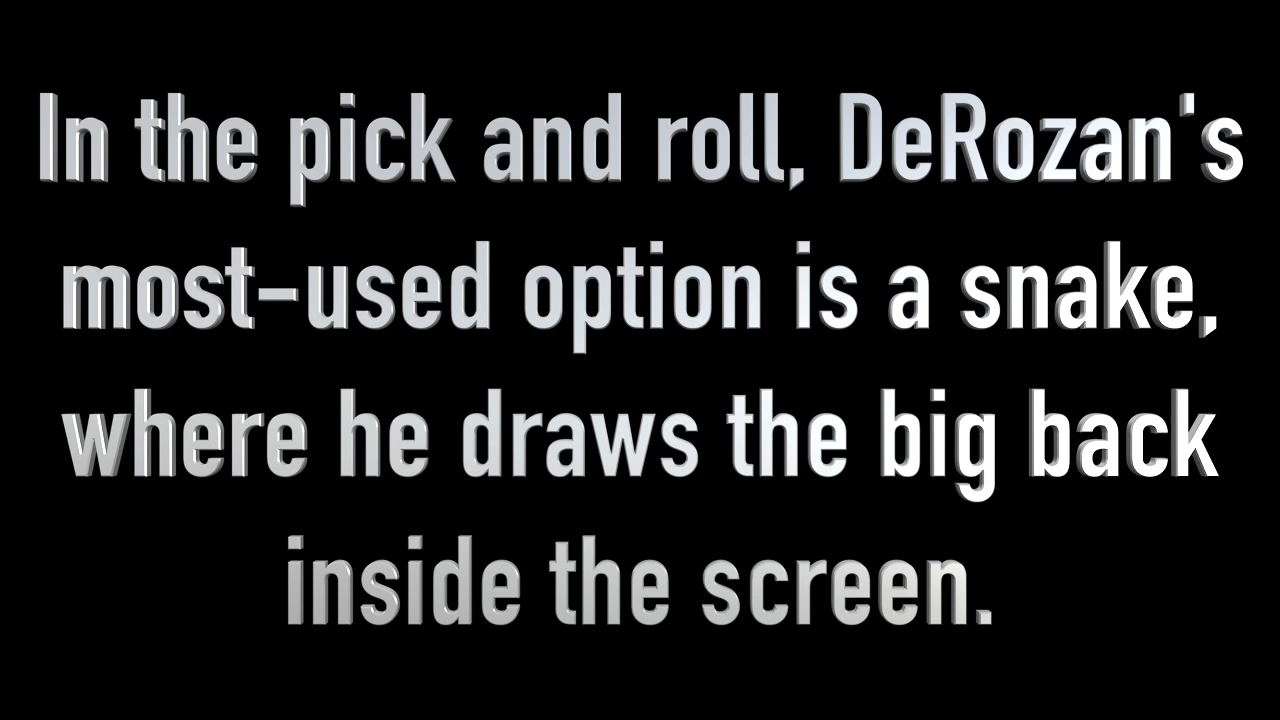 In the pick and roll, DeRozan's
most-used option is a snake,
where he draws the big back
inside the screen.